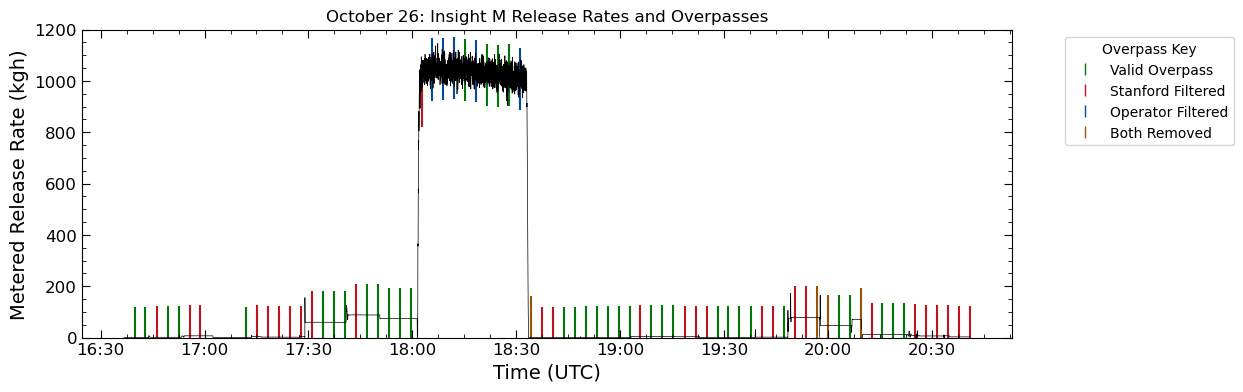 October 26: Insight M Release Rates and Overpasses
Metered Release Rate (kgh)
1200
1000
800
600
400
200
0
16:30 17:00 17:30 18:00 18:30 19:00 19:30 20:00 20:30
Time (UTC)
Overpass Key
Valid Overpass
Stanford Filtered
Operator Filtered
Both Removed